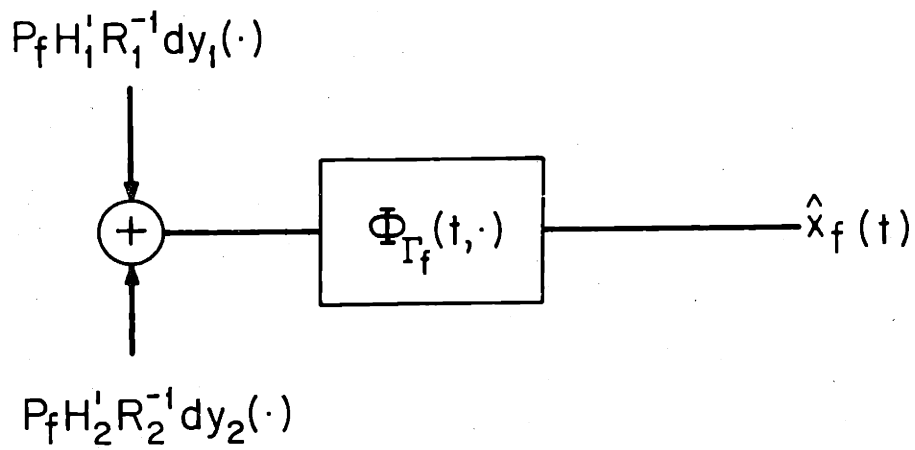 P_f H_1' R_1^{-1} dy_1(·)
+
Φ_{Γ_f}(t,·)
x̂_f(t)
P_f H_2' R_2^{-1} dy_2(·)